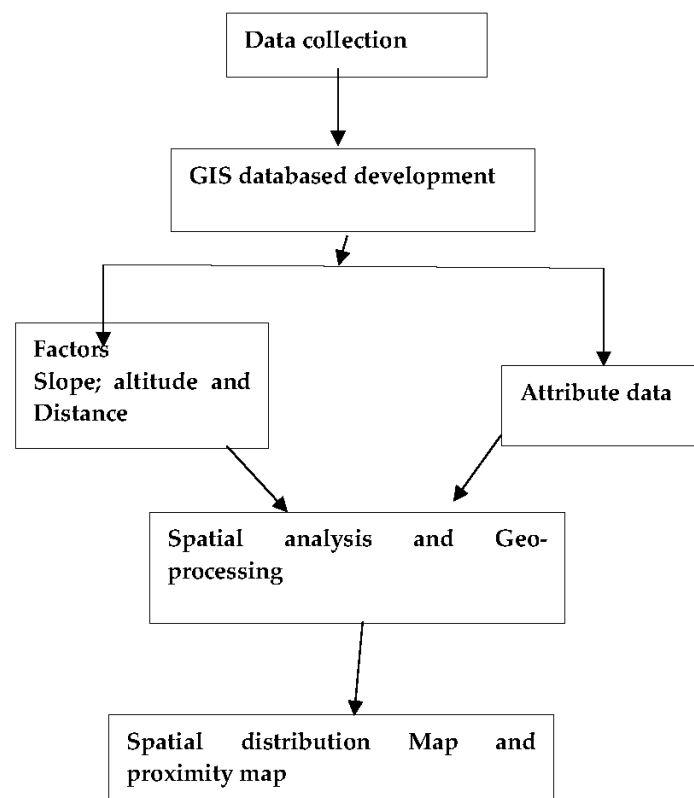 Data collection
GIS databased development
Factors
Slope; altitude and
Distance
Attribute data
Spatial analysis and Geo-
processing
Spatial distribution Map and
proximity map